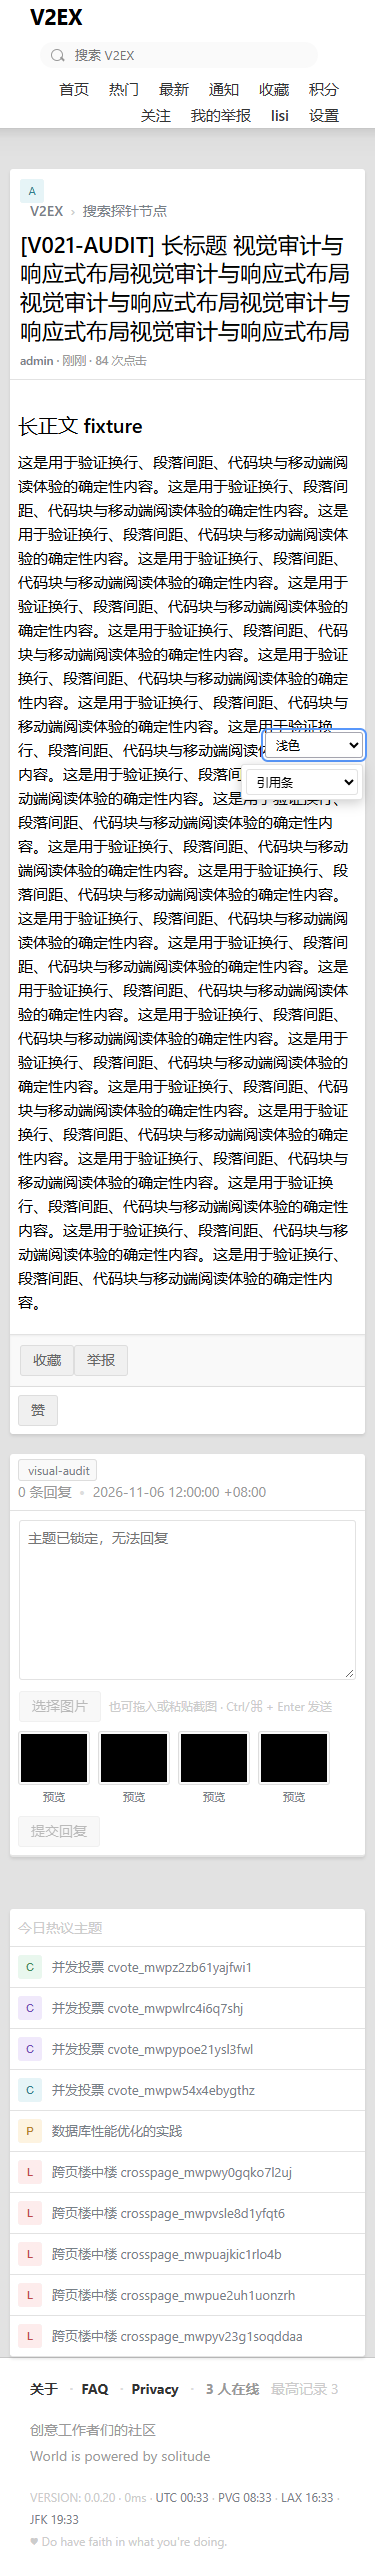 V2EX
搜索 V2EX
首页 热门 最新 通知 收藏 积分
关注 我的举报 lisi 设置
A
V2EX › 搜索探针节点
[V021-AUDIT] 长标题 视觉审计与
响应式布局视觉审计与响应式布局
视觉审计与响应式布局视觉审计与
响应式布局视觉审计与响应式布局
admin · 刚刚 · 84 次点击
长正文 fixture
这是用于验证换行、段落间距、代码块与移动端阅
读体验的确定性内容。这是用于验证换行、段落间
距、代码块与移动端阅读体验的确定性内容。这是
用于验证换行、段落间距、代码块与移动端阅读体
验的确定性内容。这是用于验证换行、段落间距、
代码块与移动端阅读体验的确定性内容。这是用于
验证换行、段落间距、代码块与移动端阅读体验的
确定性内容。这是用于验证换行、段落间距、代码
块与移动端阅读体验的确定性内容。这是用于验证
换行、段落间距、代码块与移动端阅读体验的确定
性内容。这是用于验证换行、段落间距、代码块与
移动端阅读体验的确定性内容。这是用于验证换
行、段落间距、代码块与移动端阅读体
浅色
内容。这是用于验证换行、段落间
引用条
动端阅读体验的确定性内容。这是用于验证换行、
段落间距、代码块与移动端阅读体验的确定性内
容。这是用于验证换行、段落间距、代码块与移动
端阅读体验的确定性内容。这是用于验证换行、段
落间距、代码块与移动端阅读体验的确定性内容。
这是用于验证换行、段落间距、代码块与移动端阅
读体验的确定性内容。这是用于验证换行、段落间
距、代码块与移动端阅读体验的确定性内容。这是
用于验证换行、段落间距、代码块与移动端阅读体
验的确定性内容。这是用于验证换行、段落间距、
代码块与移动端阅读体验的确定性内容。这是用于
验证换行、段落间距、代码块与移动端阅读体验的
确定性内容。这是用于验证换行、段落间距、代码
块与移动端阅读体验的确定性内容。这是用于验证
换行、段落间距、代码块与移动端阅读体验的确定
性内容。这是用于验证换行、段落间距、代码块与
移动端阅读体验的确定性内容。这是用于验证换
行、段落间距、代码块与移动端阅读体验的确定性
内容。这是用于验证换行、段落间距、代码块与移
动端阅读体验的确定性内容。这是用于验证换行、
段落间距、代码块与移动端阅读体验的确定性内
容。
收藏 举报
赞
visual-audit
0 条回复 • 2026-11-06 12:00:00 +08:00
主题已锁定，无法回复
选择图片 也可拖入或粘贴截图 · Ctrl/⌘ + Enter 发送
预览 预览 预览 预览
提交回复
今日热议主题
C 并发投票 cvote_mwpz2zb61yajfwi1
C 并发投票 cvote_mwpwlrc4i6q7shj
C 并发投票 cvote_mwpypoe21ysl3fwl
C 并发投票 cvote_mwpw54x4ebygthz
P 数据库性能优化的实践
L 跨页楼中楼 crosspage_mwpwy0gqko7l2uj
L 跨页楼中楼 crosspage_mwpvsle8d1yfqt6
L 跨页楼中楼 crosspage_mwpuajkic1rlo4b
L 跨页楼中楼 crosspage_mwpue2uh1uonzrh
L 跨页楼中楼 crosspage_mwpyv23g1soqddaa
关于 · FAQ · Privacy · 3 人在线 最高记录 3
创意工作者们的社区
World is powered by solitude
VERSION: 0.0.20 · 0ms · UTC 00:33 · PVG 08:33 · LAX 16:33 ·
JFK 19:33
♥ Do have faith in what you're doing.